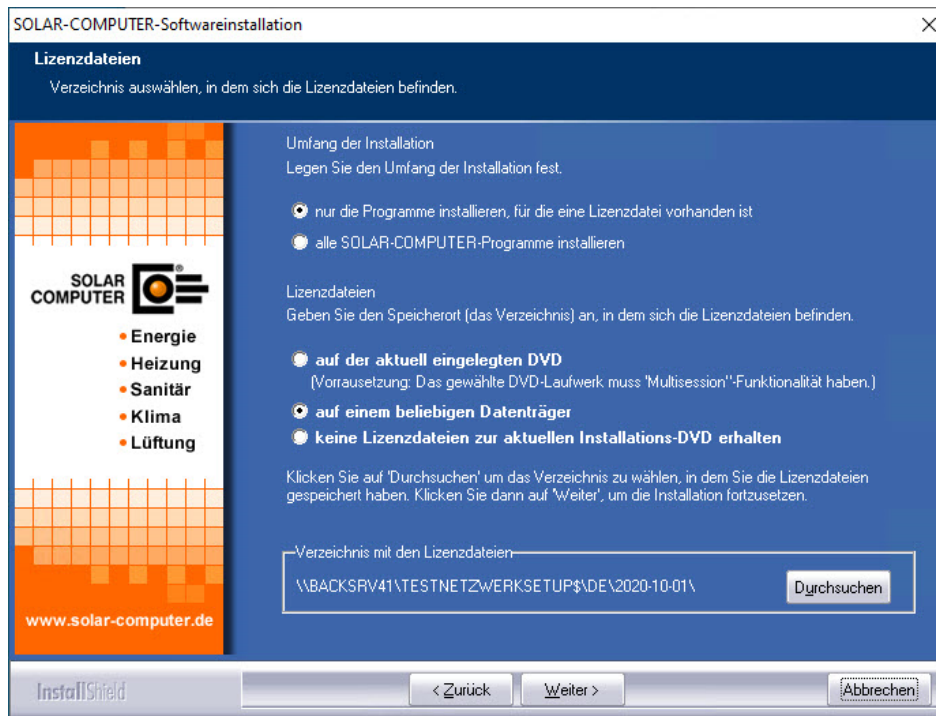 SOLAR-COMPUTER-Softwareinstallation
Lizenzdateien
Verzeichnis auswählen, in dem sich die Lizenzdateien befinden.
Umfang der Installation
Legen Sie den Umfang der Installation fest.
nur die Programme installieren, für die eine Lizenzdatei vorhanden ist
alle SOLAR-COMPUTER-Programme installieren
SOLAR
COMPUTER
®
• Energie
• Heizung
• Sanitär
• Klima
• Lüftung
www.solar-computer.de
Lizenzdateien
Geben Sie den Speicherort (das Verzeichnis) an, in dem sich die Lizenzdateien befinden.
auf der aktuell eingelegten DVD
(Vorrausetzung: Das gewählte DVD-Laufwerk muss 'Multisession"-Funktionalität haben.)
auf einem beliebigen Datenträger
keine Lizenzdateien zur aktuellen Installations-DVD erhalten
Klicken Sie auf 'Durchsuchen' um das Verzeichnis zu wählen, in dem Sie die Lizenzdateien
gespeichert haben. Klicken Sie dann auf 'Weiter', um die Installation fortzusetzen.
Verzeichnis mit den Lizenzdateien
\\BACKSRV41\TESTNETZWERKSETUP$\DE\2020-10-01\
Durchsuchen
InstallShield
< Zurück
Weiter >
Abbrechen